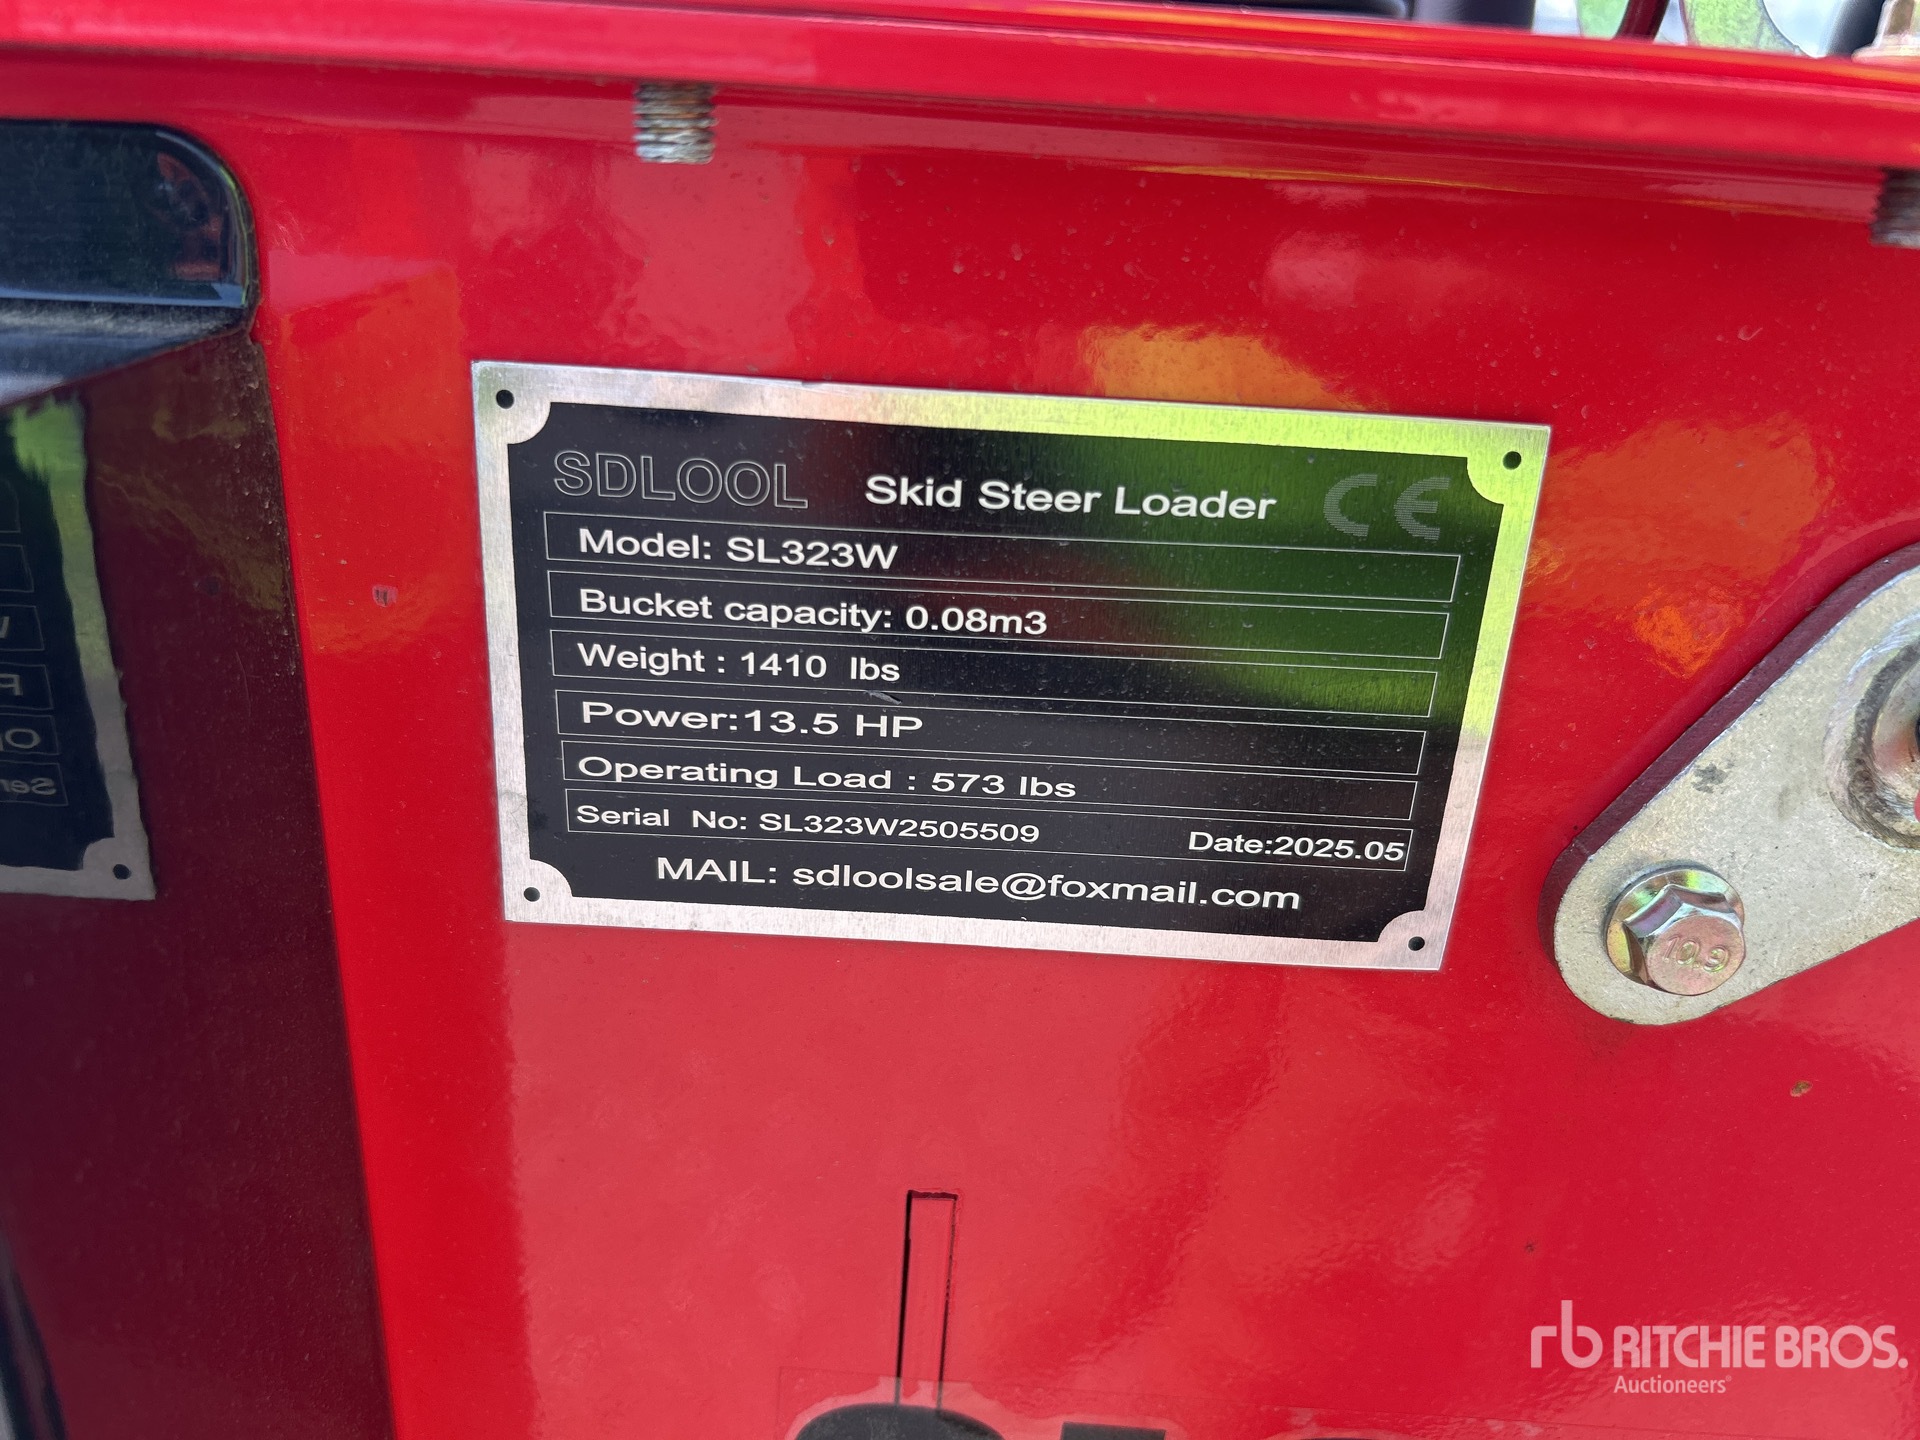 SDLOOL Skid Steer Loader CE
Model: SL323W
Bucket capacity: 0.08m3
Weight : 1410 lbs
Power:13.5 HP
Operating Load : 573 lbs
Serial No: SL323W2505509 Date:2025.05
MAIL: sdloolsale@foxmail.com
10.9
rb RITCHIE BROS.
Auctioneers